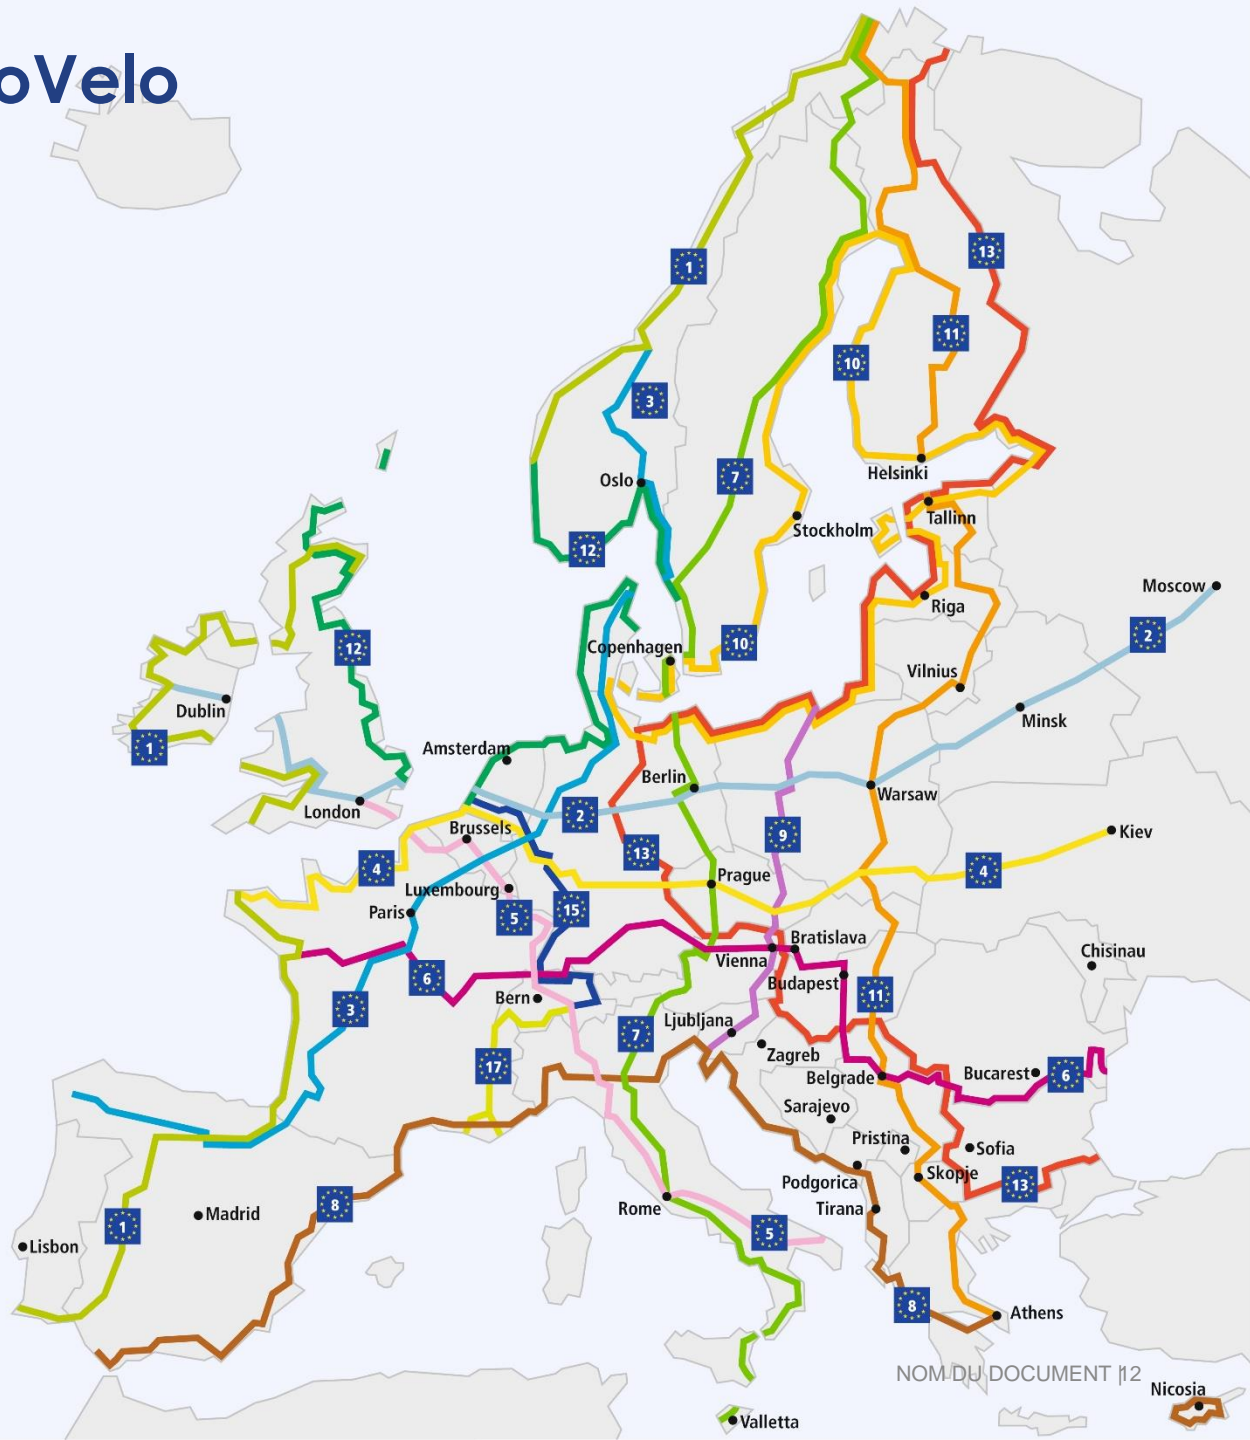 oVelo
1
13
11
10
3
7
Oslo
Helsinki
Stockholm
Tallinn
12
Moscow
Riga
2
12
Copenhagen
10
Vilnius
Dublin
Minsk
1
Amsterdam
Berlin
London
2
Warsaw
Brussels
9
Kiev
13
4
Luxembourg
Prague
4
Paris
5
15
Bratislava
Vienna
Chisinau
6
Budapest
Bern
11
3
Ljubljana
7
Zagreb
17
Belgrade
Bucarest
6
Sarajevo
Pristina
Sofia
Podgorica
Skopje
13
8
Rome
Tirana
Madrid
1
5
Lisbon
8
Athens
NOM DU DOCUMENT |12
Nicosia
Valletta